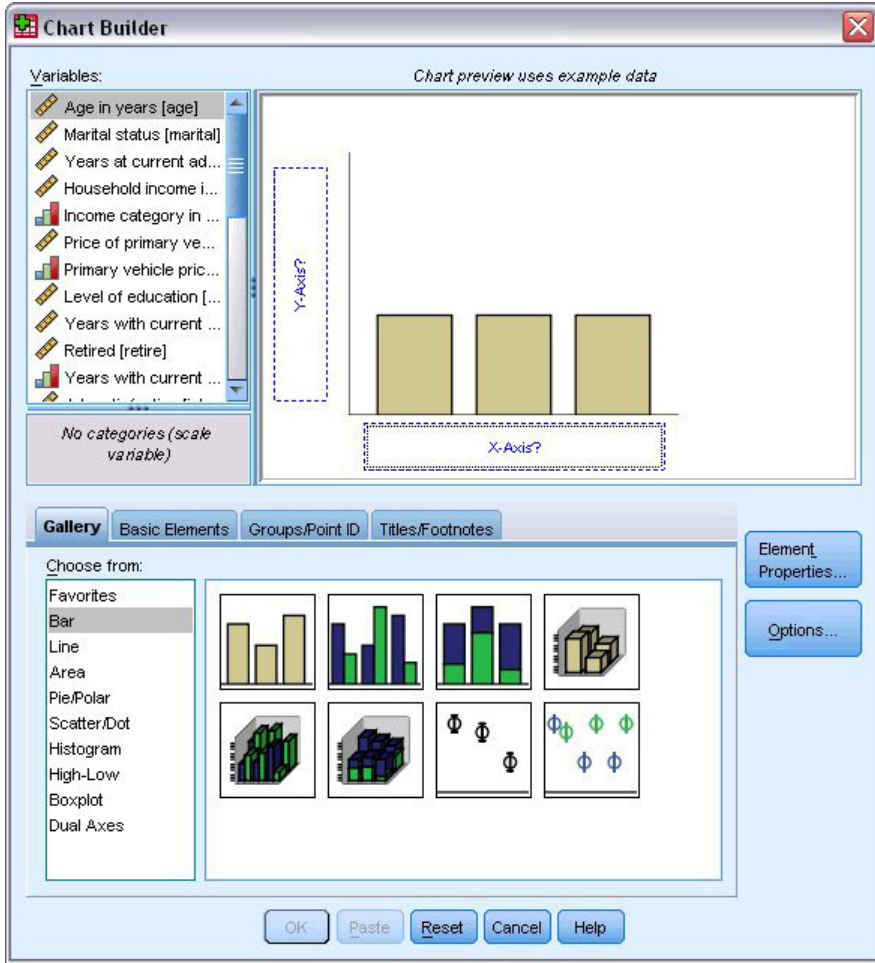 Chart Builder
Variables:
Chart preview uses example data
Age in years [age]
Marital status [marital]
Years at current ad...
Household income i...
Income category in ...
Price of primary ve...
Primary vehicle pric...
Level of education [...
Years with current ...
Retired [retire]
Years with current ...
No categories (scale
variable)
Y-Axis?
X-Axis?
Gallery
Basic Elements
Groups/Point ID
Titles/Footnotes
Choose from:
Favorites
Bar
Line
Area
Pie/Polar
Scatter/Dot
Histogram
High-Low
Boxplot
Dual Axes
Element
Properties...
Options...
OK
Paste
Reset
Cancel
Help